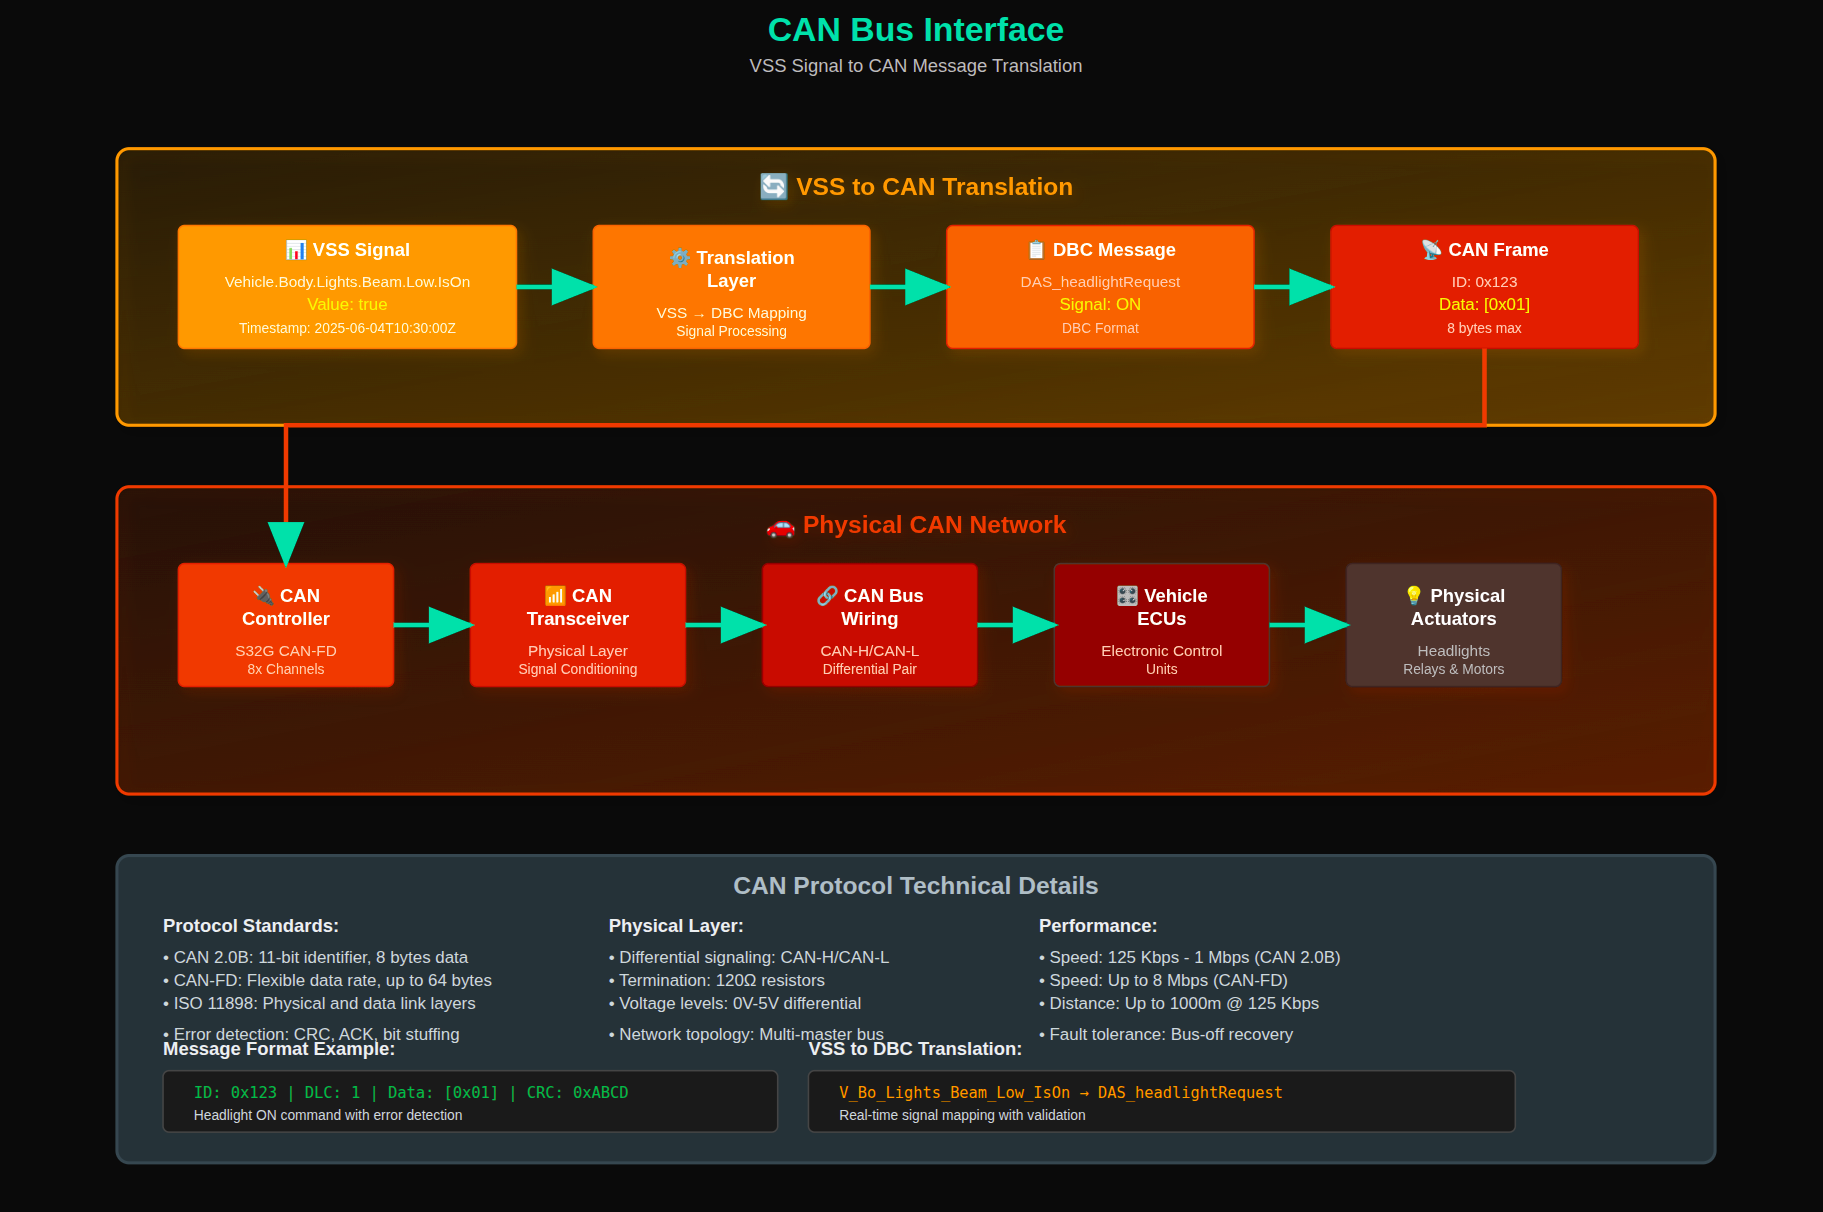 CAN Bus Interface
VSS Signal to CAN Message Translation
🔄 VSS to CAN Translation
📊 VSS Signal
Vehicle.Body.Lights.Beam.Low.IsOn
Value: true
Timestamp: 2025-06-04T10:30:00Z
⚙️ Translation
Layer
VSS → DBC Mapping
Signal Processing
📋 DBC Message
DAS_headlightRequest
Signal: ON
DBC Format
📡 CAN Frame
ID: 0x123
Data: [0x01]
8 bytes max
🚗 Physical CAN Network
🔌 CAN
Controller
S32G CAN-FD
8x Channels
📶 CAN
Transceiver
Physical Layer
Signal Conditioning
🔗 CAN Bus
Wiring
CAN-H/CAN-L
Differential Pair
🎛️ Vehicle
ECUs
Electronic Control
Units
💡 Physical
Actuators
Headlights
Relays & Motors
CAN Protocol Technical Details
Protocol Standards:
• CAN 2.0B: 11-bit identifier, 8 bytes data
• CAN-FD: Flexible data rate, up to 64 bytes
• ISO 11898: Physical and data link layers
• Error detection: CRC, ACK, bit stuffing
Physical Layer:
• Differential signaling: CAN-H/CAN-L
• Termination: 120Ω resistors
• Voltage levels: 0V-5V differential
• Network topology: Multi-master bus
Performance:
• Speed: 125 Kbps - 1 Mbps (CAN 2.0B)
• Speed: Up to 8 Mbps (CAN-FD)
• Distance: Up to 1000m @ 125 Kbps
• Fault tolerance: Bus-off recovery
Message Format Example:
ID: 0x123 | DLC: 1 | Data: [0x01] | CRC: 0xABCD
Headlight ON command with error detection
VSS to DBC Translation:
V_Bo_Lights_Beam_Low_IsOn → DAS_headlightRequest
Real-time signal mapping with validation